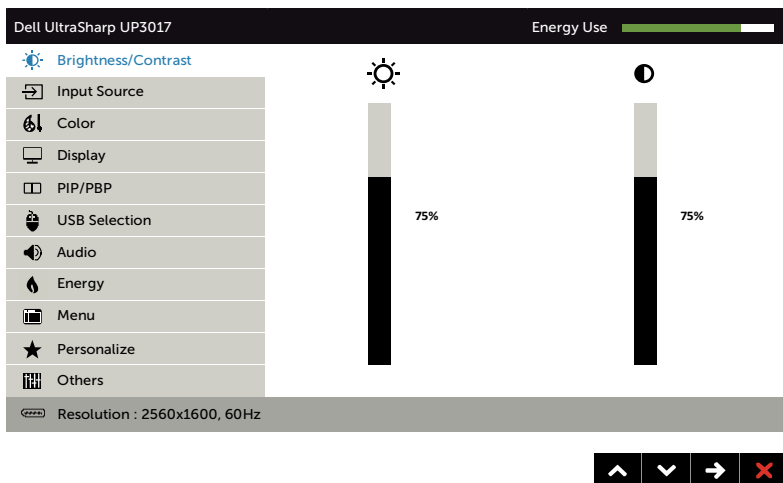 Dell UltraSharp UP3017
Energy Use
Brightness/Contrast
Input Source
Color
Display
PIP/PBP
USB Selection
Audio
Energy
Menu
Personalize
Others
75%
75%
Resolution : 2560x1600, 60Hz